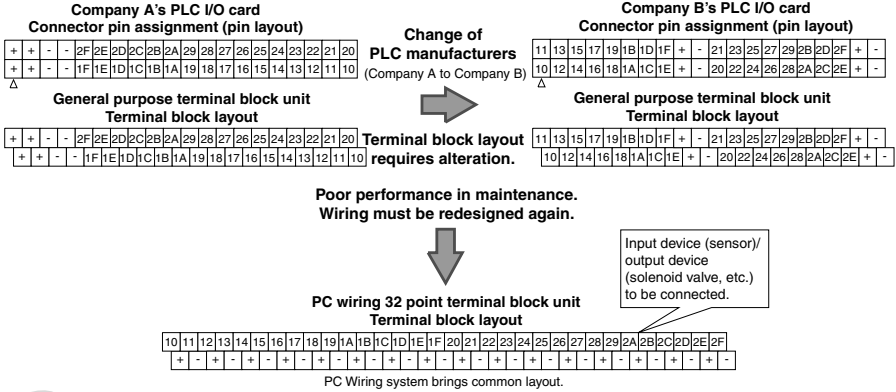 Company A's PLC I/O card
Connector pin assignment (pin layout)
+ + - - 2F 2E 2D 2C 2B 2A 29 28 27 26 25 24 23 22 21 20
+ + - - 1F 1E 1D 1C 1B 1A 19 18 17 16 15 14 13 12 11 10
General purpose terminal block unit
Terminal block layout
+ + - - 2F 2E 2D 2C 2B 2A 29 28 27 26 25 24 23 22 21 20
+ + - - 1F 1E 1D 1C 1B 1A 19 18 17 16 15 14 13 12 11 10
Change of
PLC manufacturers
(Company A to Company B)
Terminal block layout
requires alteration.
Company B's PLC I/O card
Connector pin assignment (pin layout)
11 13 15 17 19 1B 1D 1F + - 21 23 25 27 29 2B 2D 2F + -
10 12 14 16 18 1A 1C 1E + - 20 22 24 26 28 2A 2C 2E + -
General purpose terminal block unit
Terminal block layout
11 13 15 17 19 1B 1D 1F + - 21 23 25 27 29 2B 2D 2F + -
10 12 14 16 18 1A 1C 1E + - 20 22 24 26 28 2A 2C 2E + -
Poor performance in maintenance.
Wiring must be redesigned again.
Input device (sensor)/
output device
(solenoid valve, etc.)
to be connected.
PC wiring 32 point terminal block unit
Terminal block layout
10 11 12 13 14 15 16 17 18 19 1A 1B 1C 1D 1E 1F 20 21 22 23 24 25 26 27 28 29 2A 2B 2C 2D 2E 2F
+ - + - + - + - + - + - + - + - + - + - + - + - + - + - + - + -
PC Wiring system brings common layout.